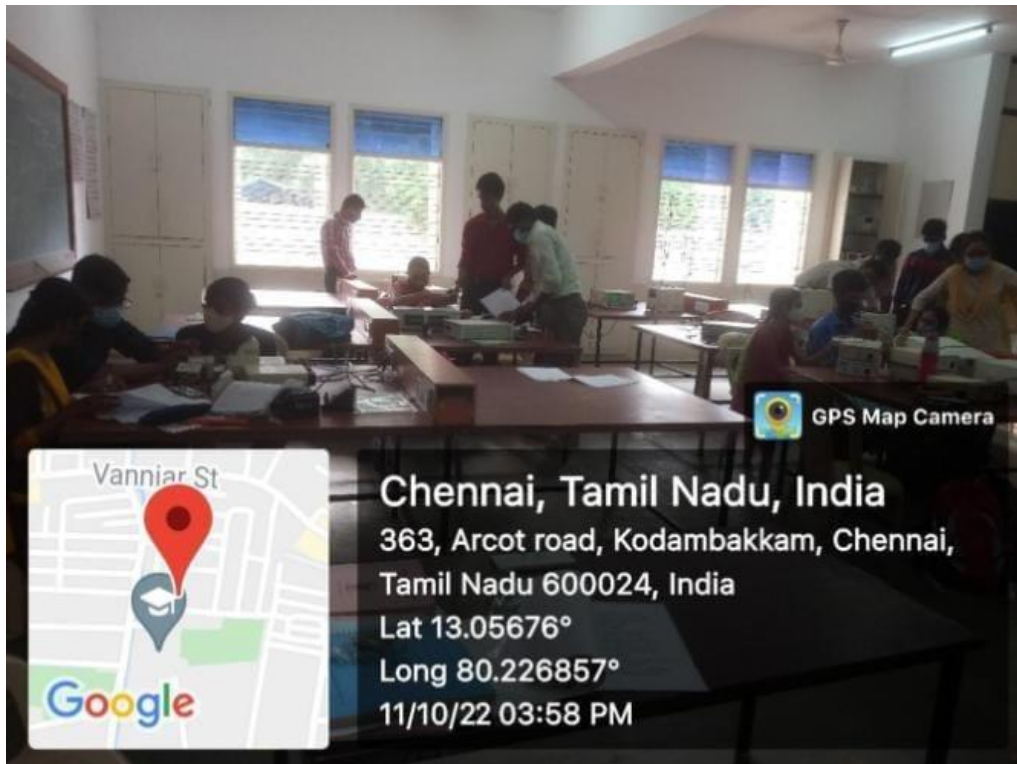 GPS Map Camera
Vanniar St
Google
Chennai, Tamil Nadu, India
363, Arcot road, Kodambakkam, Chennai,
Tamil Nadu 600024, India
Lat 13.05676°
Long 80.226857°
11/10/22 03:58 PM